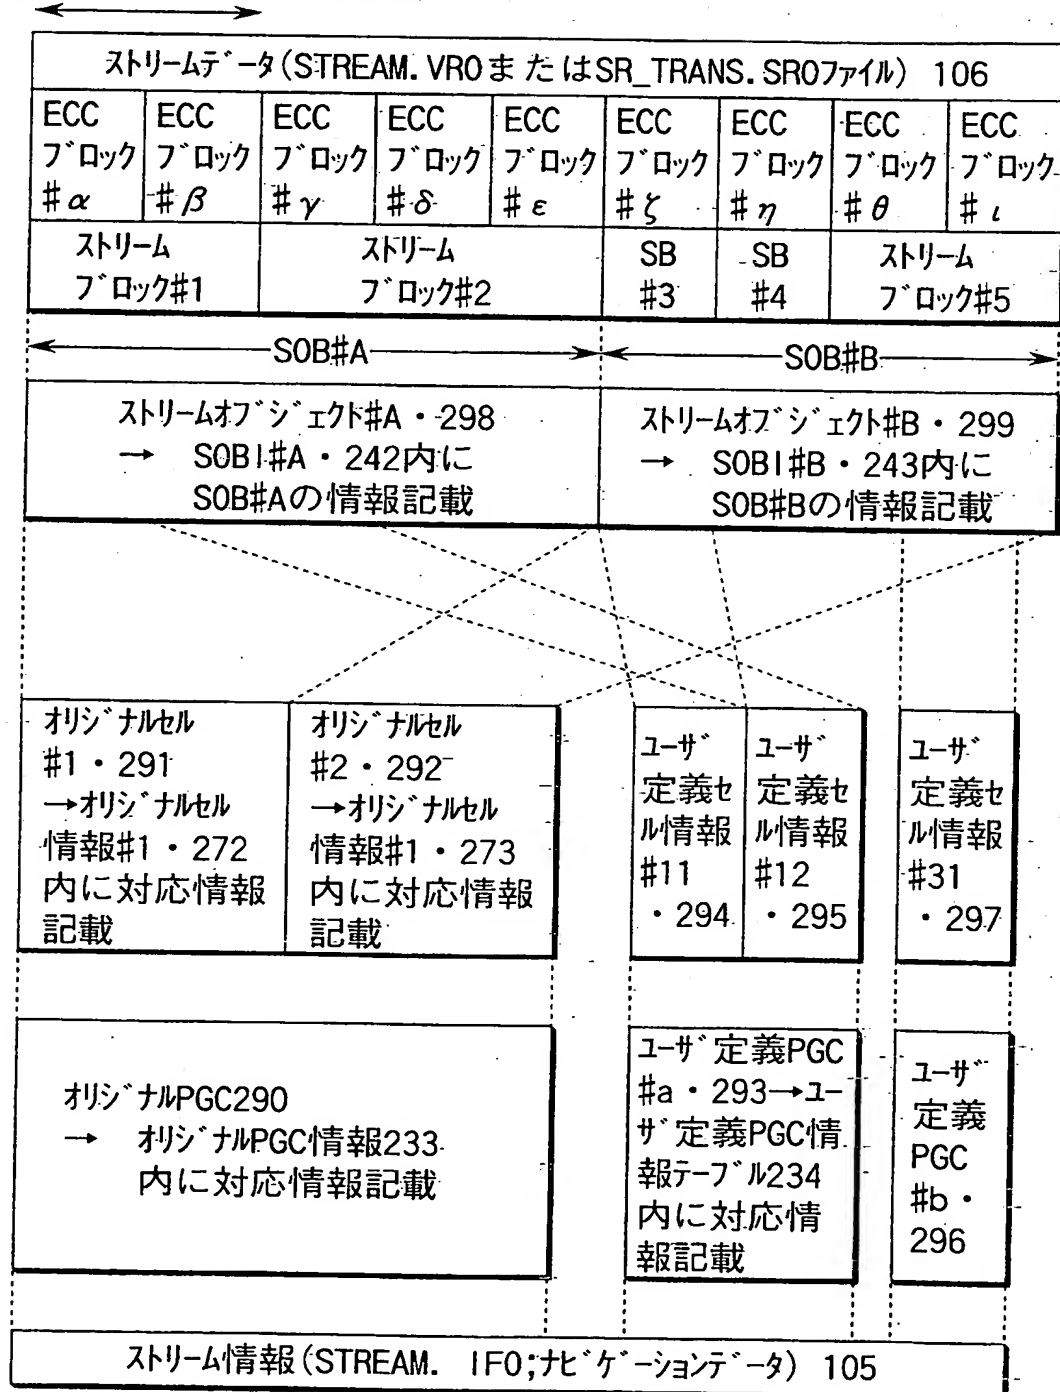 ストリームデータ(STREAM. VROまたはSR_TRANS. SROファイル) 106
ECC ECC ECC ECC ECC ECC ECC ECC ECC
ブロック ブロック ブロック ブロック ブロック ブロック ブロック ブロック ブロック
#α #β #γ #δ #ε #ζ #η #θ #ι
ストリーム ストリーム SB SB ストリーム
ブロック#1 ブロック#2 #3 #4 ブロック#5
SOB#A SOB#B
ストリームオブジェクト#A・298
→ SOBI#A・242内に
SOB#Aの情報記載
ストリームオブジェクト#B・299
→ SOBI#B・243内に
SOB#Bの情報記載
オリジナルセル
#1・291
→オリジナルセル
情報#1・272
内に対応情報
記載
オリジナルセル
#2・292
→オリジナルセル
情報#1・273
内に対応情報
記載
ユーザ
定義セ
ル情報
#11
・294
ユーザ
定義セ
ル情報
#12
・295
ユーザ
定義セ
ル情報
#31
・297
オリジナルPGC290
→ オリジナルPGC情報233
内に対応情報記載
ユーザ定義PGC
#a・293→ユー
ザ定義PGC情
報テーブル234
内に対応情
報記載
ユーザ
定義
PGC
#b・
296
ストリーム情報(STREAM. IFO;ナビゲーションデータ) 105